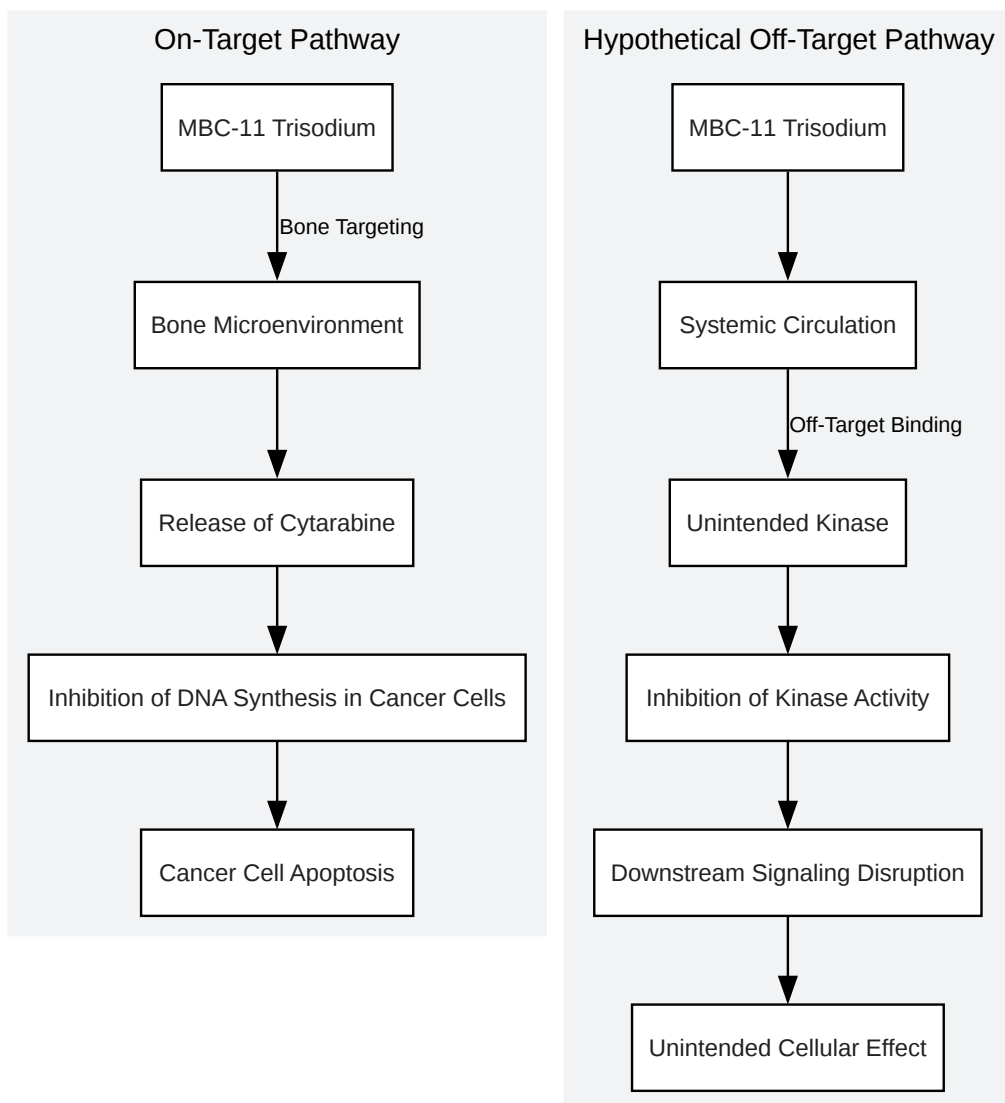 On-Target Pathway
MBC-11 Trisodium
Bone Targeting
Bone Microenvironment
Release of Cytarabine
Inhibition of DNA Synthesis in Cancer Cells
Cancer Cell Apoptosis
Hypothetical Off-Target Pathway
MBC-11 Trisodium
Systemic Circulation
Off-Target Binding
Unintended Kinase
Inhibition of Kinase Activity
Downstream Signaling Disruption
Unintended Cellular Effect